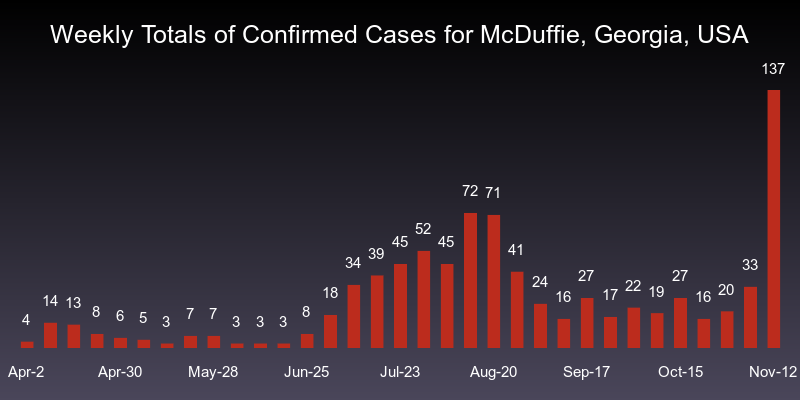 Weekly Totals of Confirmed Cases for McDuffie, Georgia, USA
137
72 71
52
45 45
39 41
34 33
27 27
24 22
18 17 19 20
14 13 16 16
8 6 5 7 7 8
4 3 3 3 3
Apr-2 Apr-30 May-28 Jun-25 Jul-23 Aug-20 Sep-17 Oct-15 Nov-12